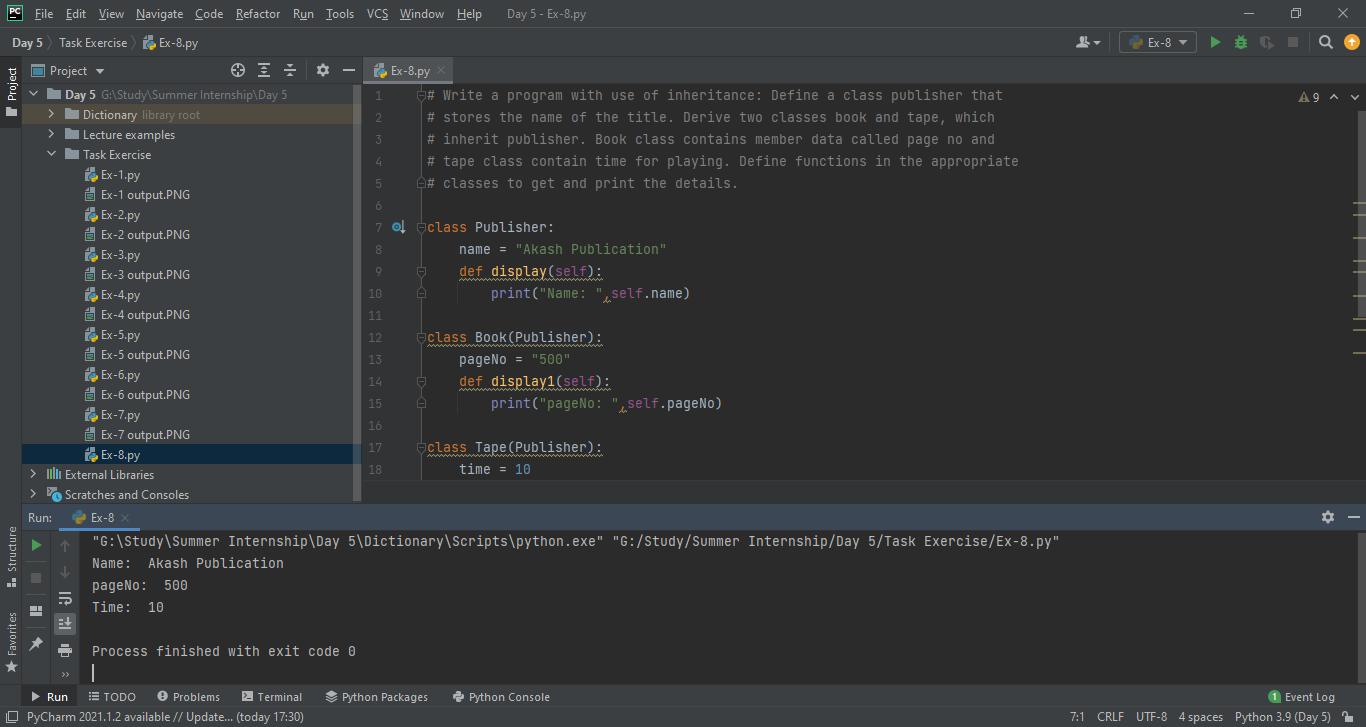 PC File Edit View Navigate Code Refactor Run Tools VCS Window Help Day 5 - Ex-8.py
Day 5 Task Exercise Ex-8.py Ex-8
Project
Project
Day 5 G:\Study\Summer Internship\Day 5
Dictionary library root
Lecture examples
Task Exercise
Ex-1.py
Ex-1 output.PNG
Ex-2.py
Ex-2 output.PNG
Ex-3.py
Ex-3 output.PNG
Ex-4.py
Ex-4 output.PNG
Ex-5.py
Ex-5 output.PNG
Ex-6.py
Ex-6 output.PNG
Ex-7.py
Ex-7 output.PNG
Ex-8.py
External Libraries
Scratches and Consoles
Ex-8.py
9
1 # Write a program with use of inheritance: Define a class publisher that
2 # stores the name of the title. Derive two classes book and tape, which
3 # inherit publisher. Book class contains member data called page no and
4 # tape class contain time for playing. Define functions in the appropriate
5 # classes to get and print the details.
6
7 class Publisher:
8 name = "Akash Publication"
9 def display(self):
10 print("Name: ",self.name)
11
12 class Book(Publisher):
13 pageNo = "500"
14 def display1(self):
15 print("pageNo: ",self.pageNo)
16
17 class Tape(Publisher):
18 time = 10
Run: Ex-8
Structure
Favorites
"G:\Study\Summer Internship\Day 5\Dictionary\Scripts\python.exe" "G:/Study/Summer Internship/Day 5/Task Exercise/Ex-8.py"
Name:  Akash Publication
pageNo:  500
Time:  10
Process finished with exit code 0
Run TODO Problems Terminal Python Packages Python Console 1 Event Log
PyCharm 2021.1.2 available // Update... (today 17:30) 7:1 CRLF UTF-8 4 spaces Python 3.9 (Day 5)